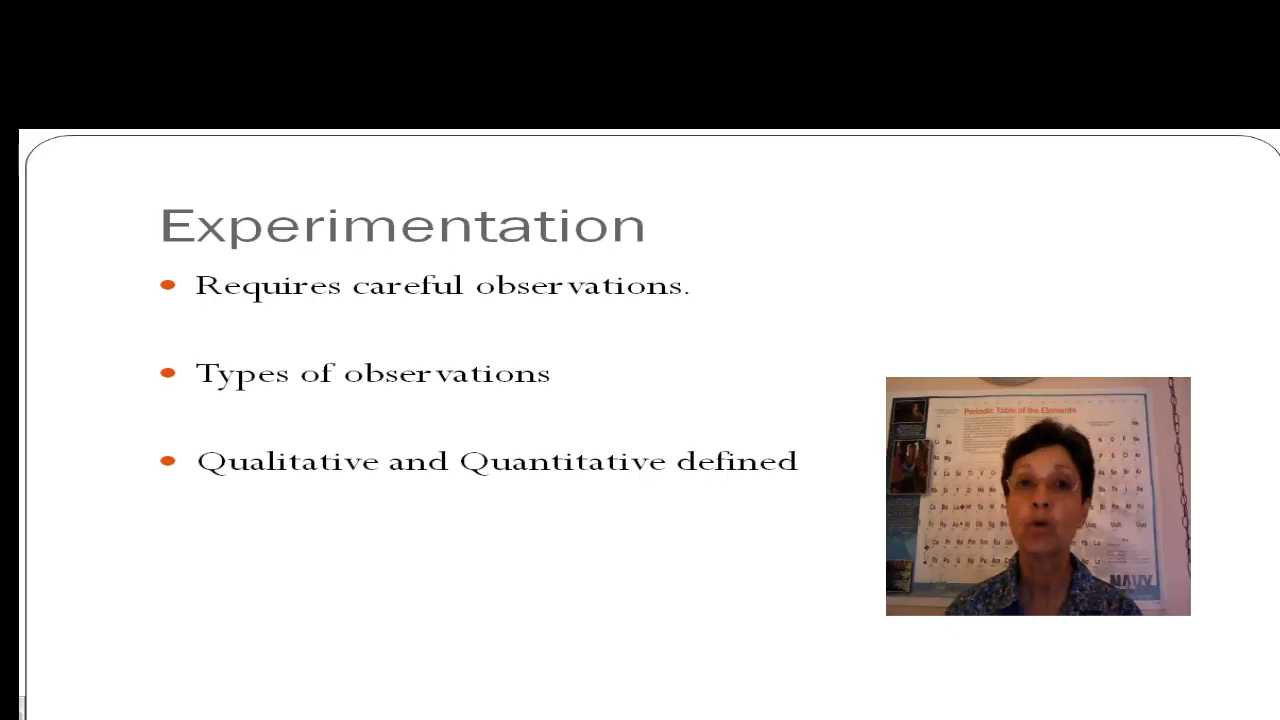 Experimentation
Requires careful observations.
Types of observations
Qualitative and Quantitative defined
Periodic Table of the Elements
NAVY